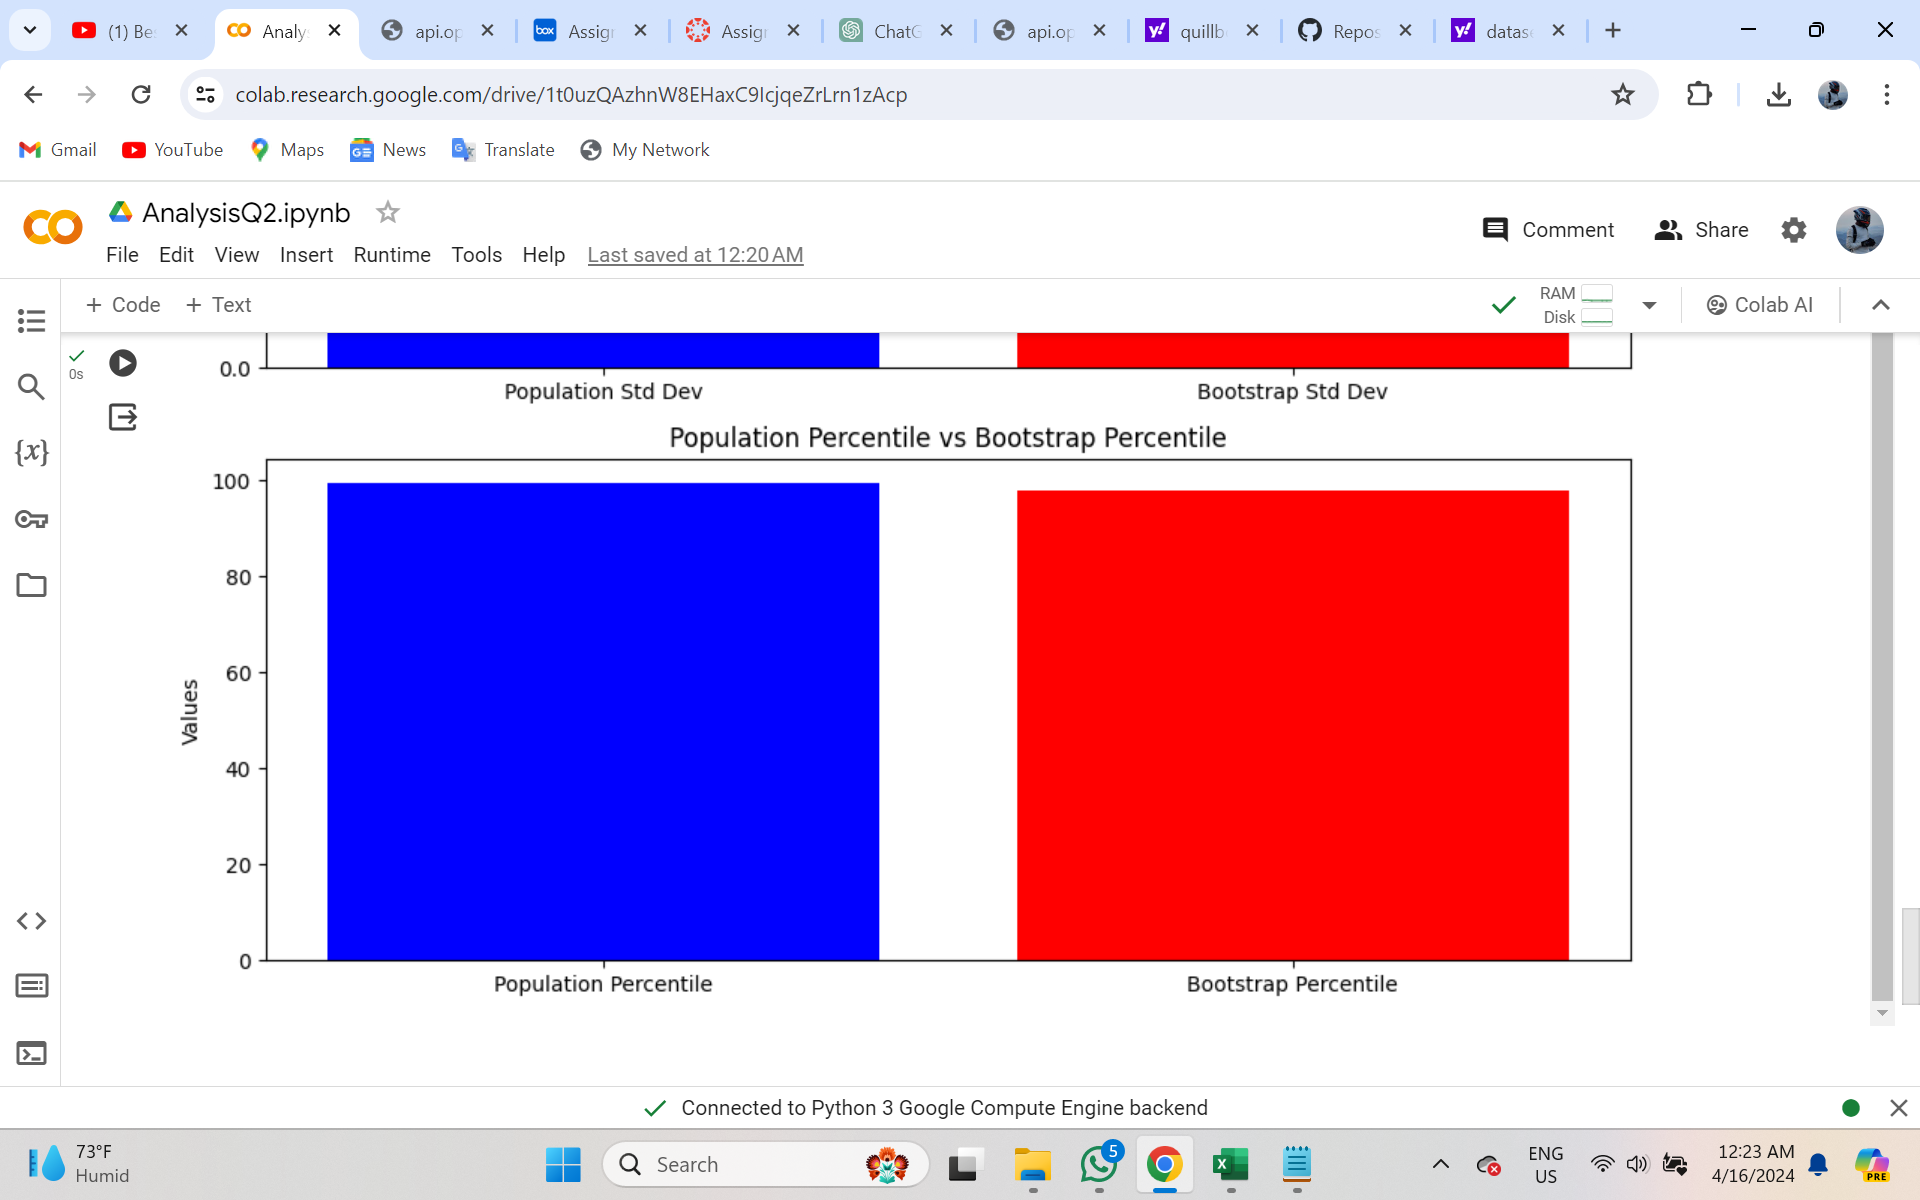 (1) Be
Analy
api.op
box
Assig
Assig
ChatG
api.op
y!
quillb
Repos
y!
datas
colab.research.google.com/drive/1t0uzQAzhnW8EHaxC9IcjqeZrLrn1zAcp
Gmail
YouTube
Maps
News
Translate
My Network
AnalysisQ2.ipynb
Comment
Share
File Edit View Insert Runtime Tools Help Last saved at 12:20 AM
+ Code + Text
RAM
Disk
Colab AI
0s
{x}
0.0
Population Std Dev
Bootstrap Std Dev
Population Percentile vs Bootstrap Percentile
100
80
60
40
20
0
Values
Population Percentile
Bootstrap Percentile
Connected to Python 3 Google Compute Engine backend
73°F
Humid
Search
5
ENG
US
12:23 AM
4/16/2024
PRE